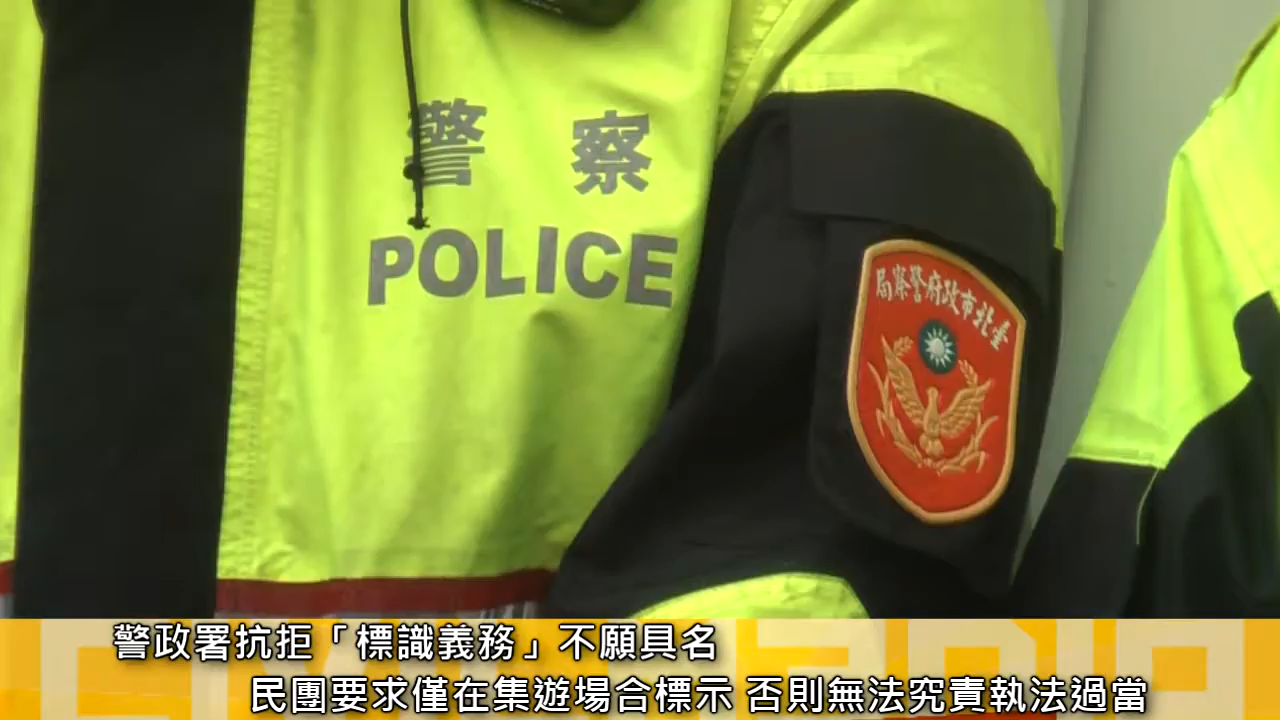 警察
POLICE
臺北市政府警察局
警政署抗拒「標識義務」不願具名
民團要求僅在集遊場合標示 否則無法究責執法過當